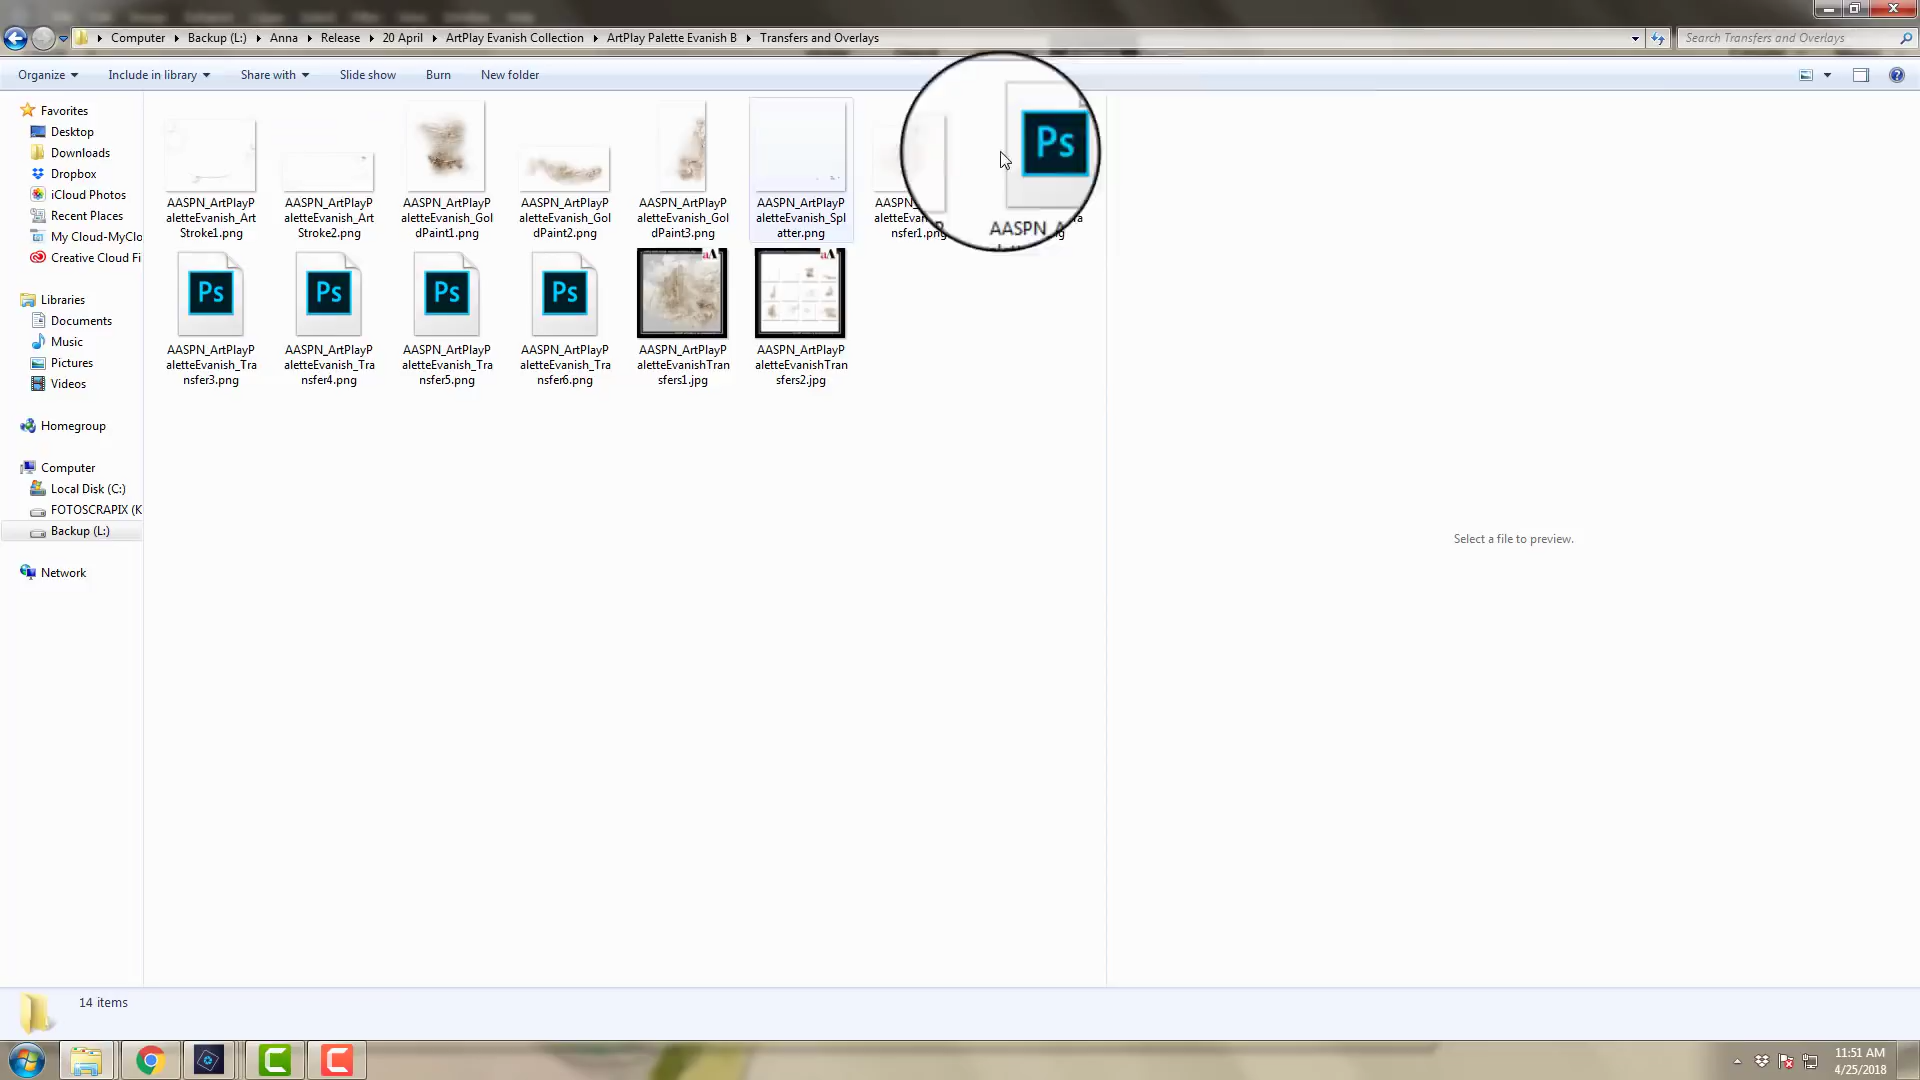 Computer Backup (L:) Anna Release 20 April ArtPlay Evanish Collection ArtPlay Palette Evanish B Transfers and Overlays
Search Transfers and Overlays
Organize Include in library Share with Slide show Burn New folder
Favorites
Desktop
Downloads
Dropbox
iCloud Photos
Recent Places
My Cloud-MyClo
Creative Cloud Fi
Libraries
Documents
Music
Pictures
Videos
Homegroup
Computer
Local Disk (C:)
FOTOSCRAPIX (K
Backup (L:)
Network
AASPN_ArtPlayP
aletteEvanish_Art
Stroke1.png
AASPN_ArtPlayP
aletteEvanish_Art
Stroke2.png
AASPN_ArtPlayP
aletteEvanish_Gol
dPaint1.png
AASPN_ArtPlayP
aletteEvanish_Gol
dPaint2.png
AASPN_ArtPlayP
aletteEvanish_Gol
dPaint3.png
AASPN_ArtPlayP
aletteEvanish_Spl
atter.png
AASPN_
aletteEvani
nsfer1.png
Ps
AASPN_A
Ps
AASPN_ArtPlayP
aletteEvanish_Tra
nsfer3.png
Ps
AASPN_ArtPlayP
aletteEvanish_Tra
nsfer4.png
Ps
AASPN_ArtPlayP
aletteEvanish_Tra
nsfer5.png
Ps
AASPN_ArtPlayP
aletteEvanish_Tra
nsfer6.png
aA
AASPN_ArtPlayP
aletteEvanishTran
sfers1.jpg
aA
AASPN_ArtPlayP
aletteEvanishTran
sfers2.jpg
Select a file to preview.
14 items
11:51 AM
4/25/2018